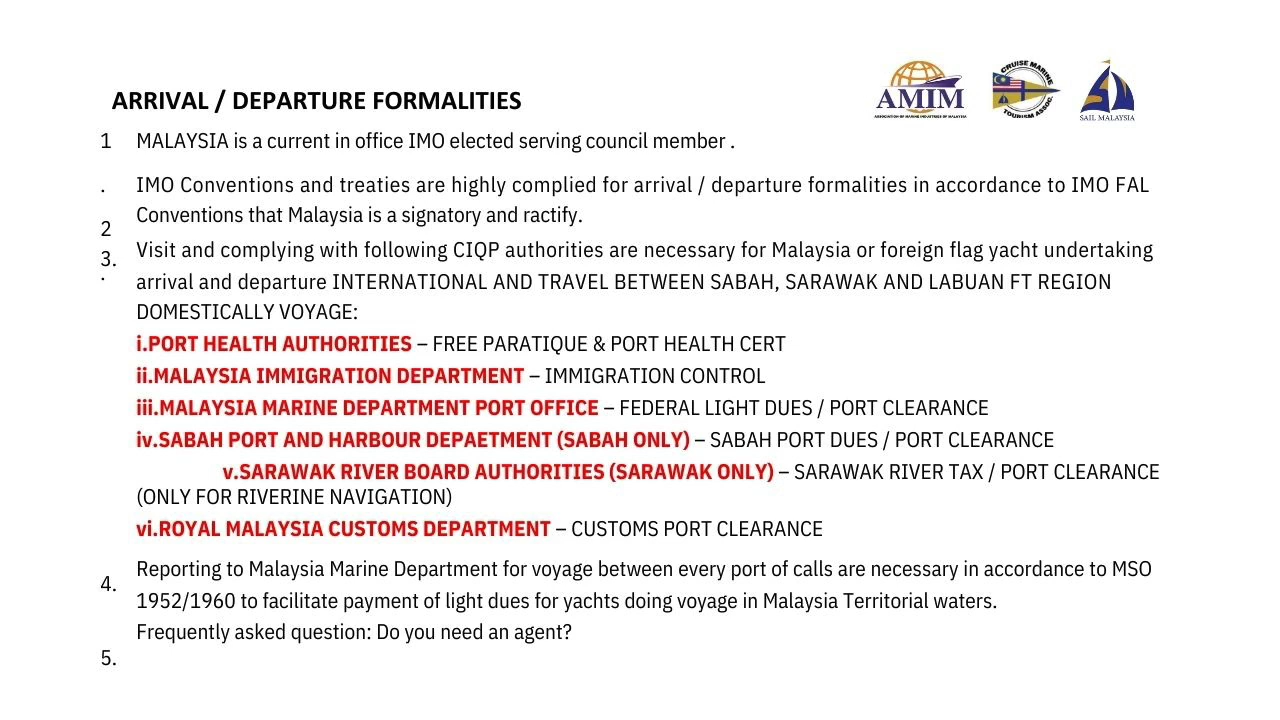 ARRIVAL / DEPARTURE FORMALITIES
AMIM
ASSOCIATION OF MARINE INDUSTRIES OF MALAYSIA
CRUISE MARINE
TOURISM ASSOC.
SAIL MALAYSIA
1 MALAYSIA is a current in office IMO elected serving council member .
. IMO Conventions and treaties are highly complied for arrival / departure formalities in accordance to IMO FAL
2 Conventions that Malaysia is a signatory and ractify.
3. Visit and complying with following CIQP authorities are necessary for Malaysia or foreign flag yacht undertaking
. arrival and departure INTERNATIONAL AND TRAVEL BETWEEN SABAH, SARAWAK AND LABUAN FT REGION
DOMESTICALLY VOYAGE:
i.PORT HEALTH AUTHORITIES – FREE PARATIQUE & PORT HEALTH CERT
ii.MALAYSIA IMMIGRATION DEPARTMENT – IMMIGRATION CONTROL
iii.MALAYSIA MARINE DEPARTMENT PORT OFFICE – FEDERAL LIGHT DUES / PORT CLEARANCE
iv.SABAH PORT AND HARBOUR DEPAETMENT (SABAH ONLY) – SABAH PORT DUES / PORT CLEARANCE
v.SARAWAK RIVER BOARD AUTHORITIES (SARAWAK ONLY) – SARAWAK RIVER TAX / PORT CLEARANCE
(ONLY FOR RIVERINE NAVIGATION)
vi.ROYAL MALAYSIA CUSTOMS DEPARTMENT – CUSTOMS PORT CLEARANCE
4. Reporting to Malaysia Marine Department for voyage between every port of calls are necessary in accordance to MSO
1952/1960 to facilitate payment of light dues for yachts doing voyage in Malaysia Territorial waters.
5. Frequently asked question: Do you need an agent?